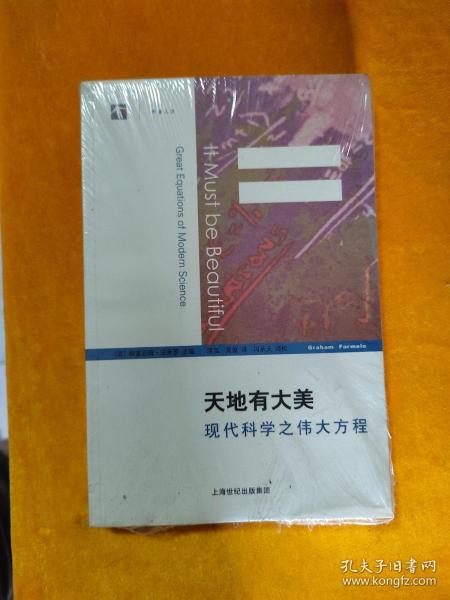 It Must be Beautiful
Great Equations of Modern Science
Graham Farmelo
天地有大美
现代科学之伟大方程
上海世纪出版集团
孔夫子旧书网
www.kongfz.com